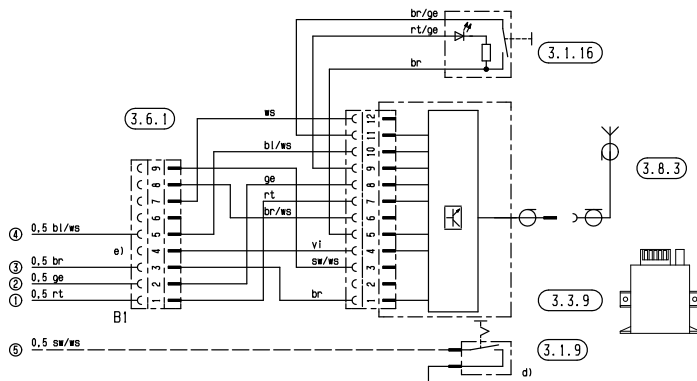 br/ge
rt/ge
br
3.1.16
3.6.1
ws
bl/ws
12
11
10
9
8
7
6
5
4
3
2
1
ge
rt
br/ws
vi
sw/ws
br
9
8
7
6
5
4
3
2
1
④ 0,5 bl/ws
e)
③ 0,5 br
② 0,5 ge
① 0,5 rt
B1
3.8.3
3.3.9
⑤ 0,5 sw/ws
3.1.9
d)